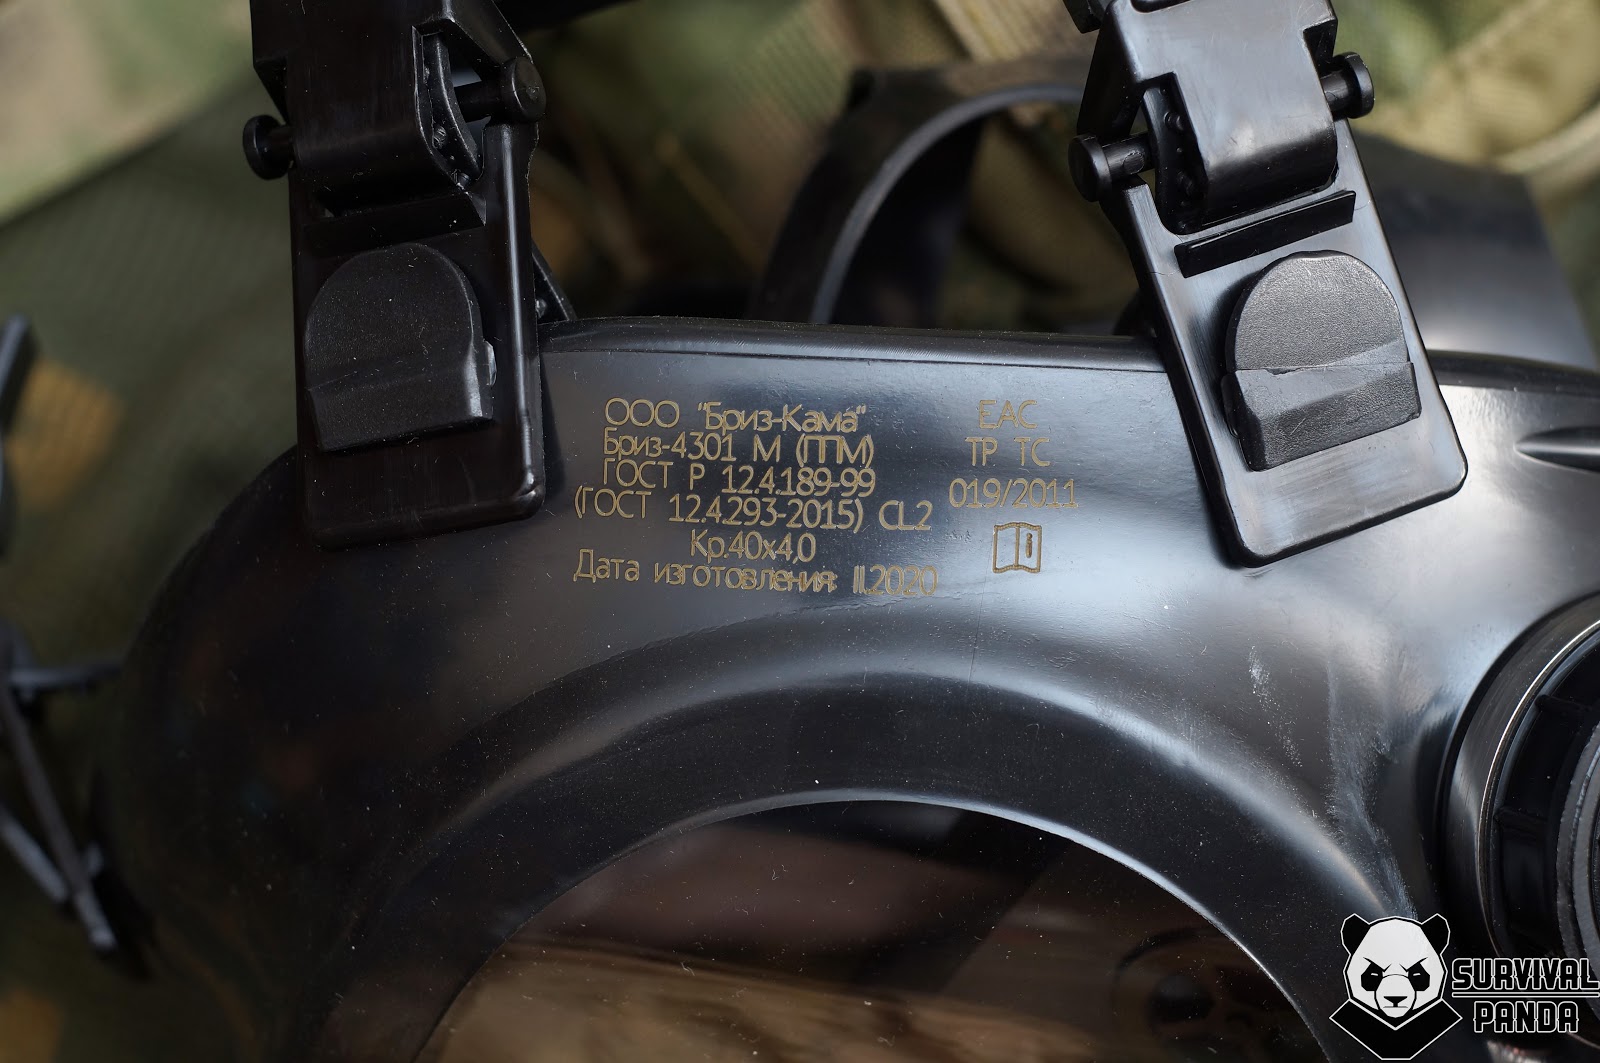 ООО "Бриз-Кама"
Бриз-4301 М (ППМ)
ГОСТ Р 12.4.189-99
(ГОСТ 12.4.293-2015) CL2
Кр.40х4,0
Дата изготовления: II.2020
EAC
ТР ТС
019/2011
i
SURVIVAL
PANDA